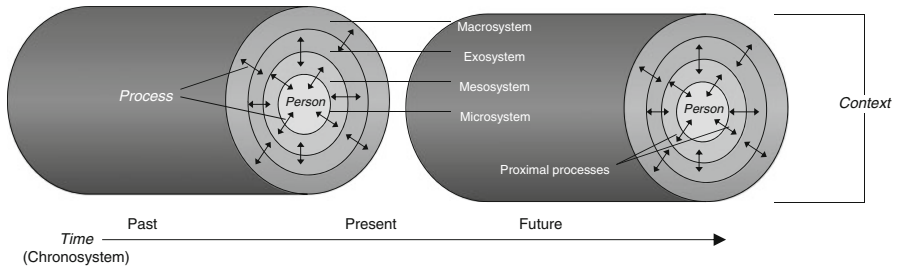 Macrosystem
Exosystem
Mesosystem
Microsystem
Process
Person
Person
Context
Proximal processes
Past
Present
Future
Time
(Chronosystem)